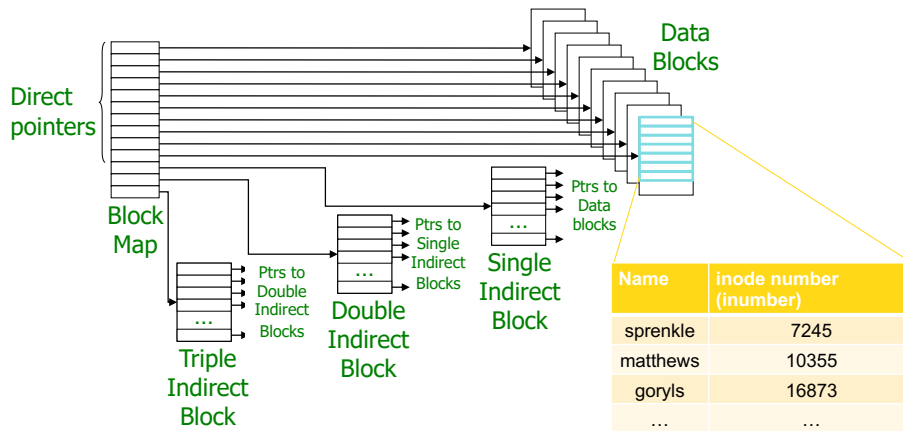 Data
Blocks
Direct
pointers
Block
Map
Ptrs to
Double
Indirect
Blocks
...
Triple
Indirect
Block
Ptrs to
Single
Indirect
Blocks
...
Double
Indirect
Block
Ptrs to
Data
blocks
...
Single
Indirect
Block
Name inode number
(inumber)
sprenkle 7245
matthews 10355
goryls 16873
... ...